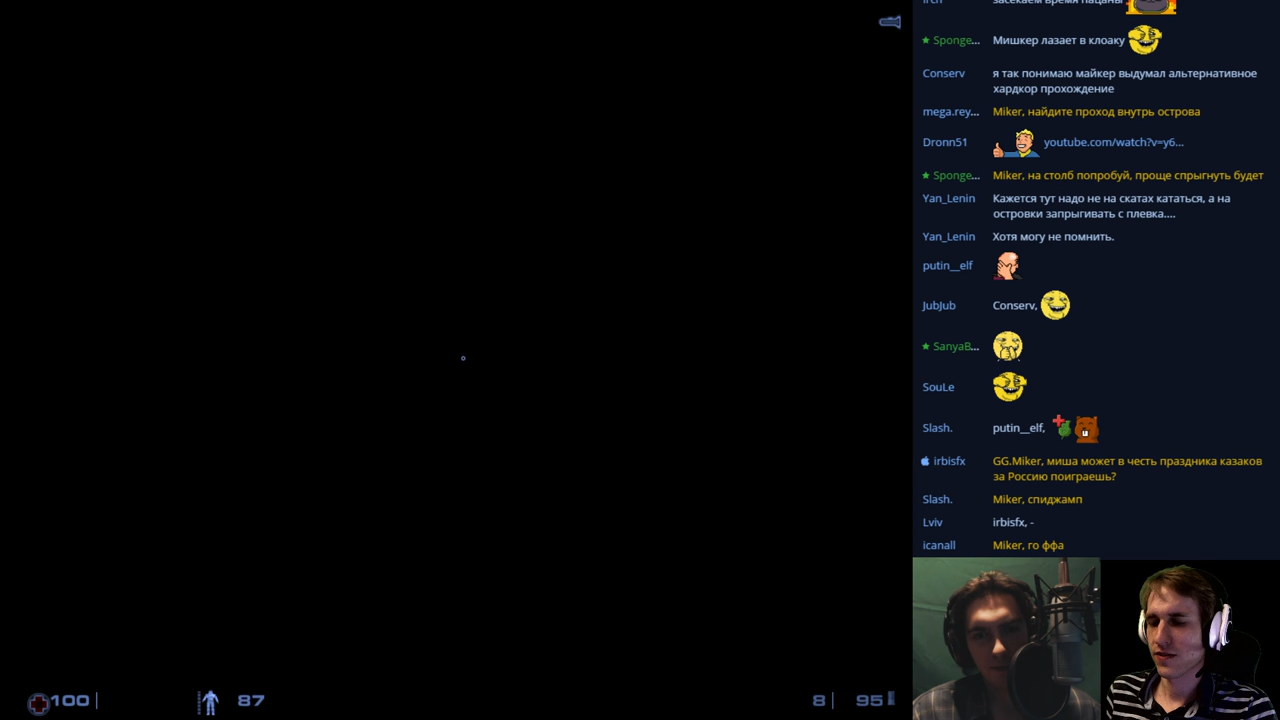 засекаем время пацаны
★ Sponge... Мишкер лазает в клоаку
Conserv я так понимаю майкер выдумал альтернативное
хардкор прохождение
mega.rey... Miker, найдите проход внутрь острова
Dronn51 youtube.com/watch?v=y6...
★ Sponge... Miker, на столб попробуй, проще спрыгнуть будет
Yan_Lenin Кажется тут надо не на скатах кататься, а на
островки запрыгивать с плевка....
Yan_Lenin Хотя могу не помнить.
putin__elf
JubJub Conserv,
★ SanyaB...
SouLe
Slash. putin__elf,
irbisfx GG.Miker, миша может в честь праздника казаков
за Россию поиграешь?
Slash. Miker, спиджамп
Lviv irbisfx, -
icanall Miker, го ффа
100 87 8 95